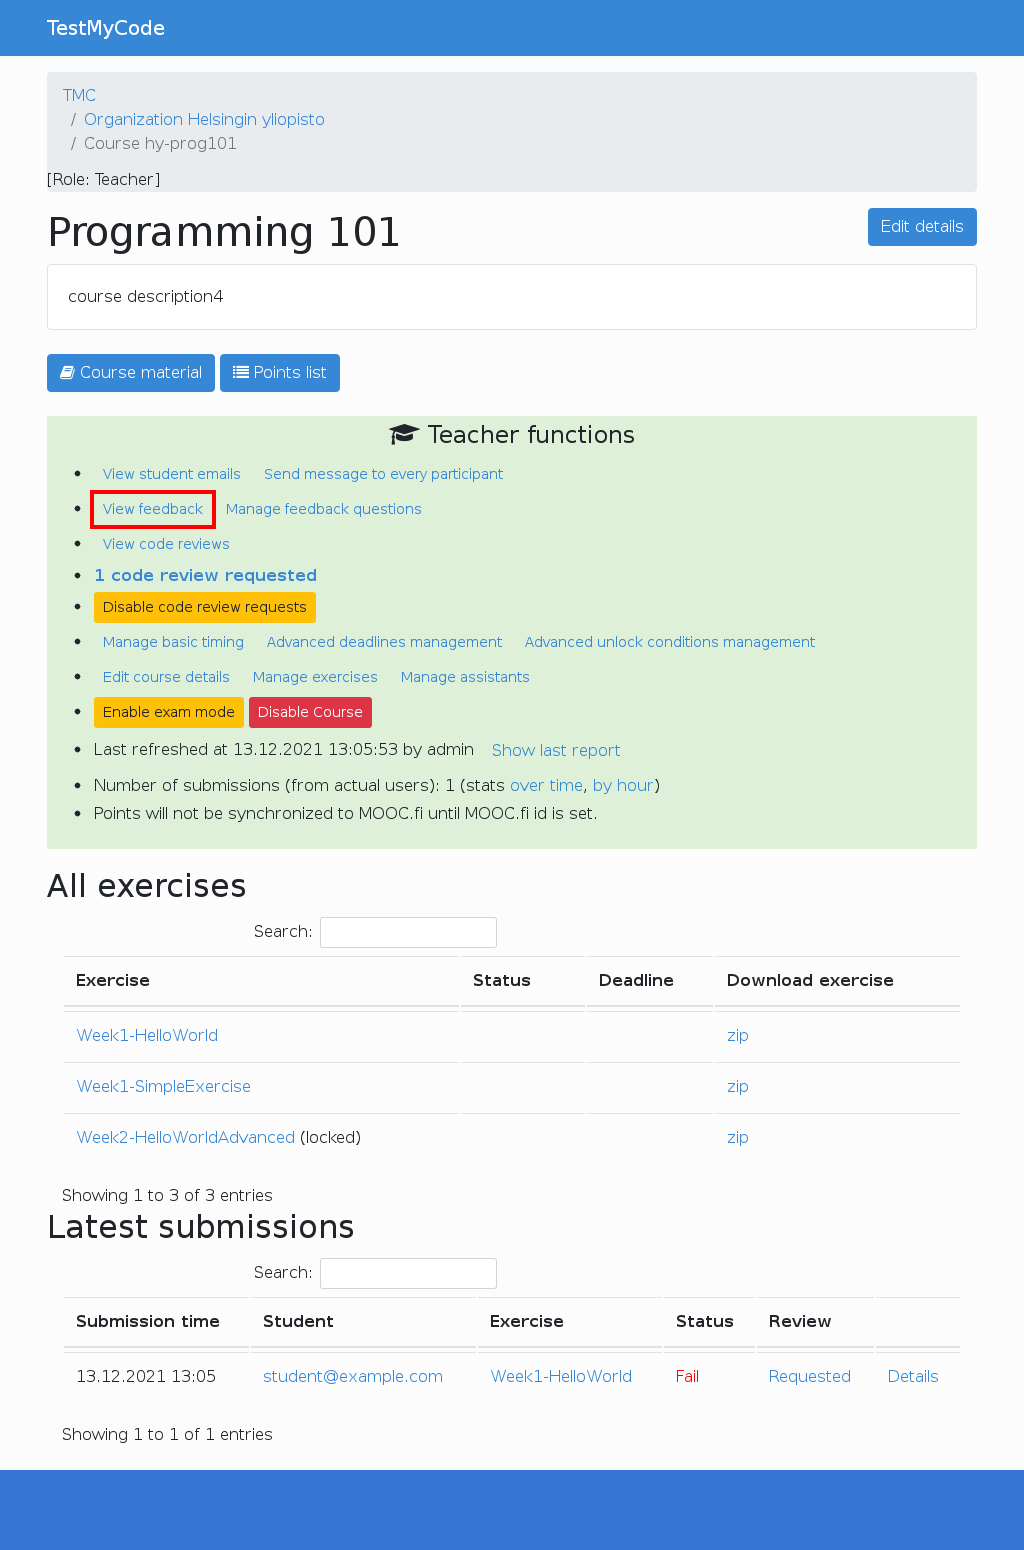 TestMyCode
TMC
/ Organization Helsingin yliopisto
/ Course hy-prog101
[Role: Teacher]
Programming 101
Edit details
course description4
Course material Points list
Teacher functions
View student emails Send message to every participant
View feedback Manage feedback questions
View code reviews
1 code review requested
Disable code review requests
Manage basic timing Advanced deadlines management Advanced unlock conditions management
Edit course details Manage exercises Manage assistants
Enable exam mode Disable Course
Last refreshed at 13.12.2021 13:05:53 by admin Show last report
Number of submissions (from actual users): 1 (stats over time, by hour)
Points will not be synchronized to MOOC.fi until MOOC.fi id is set.
All exercises
Search:
Exercise Status Deadline Download exercise
Week1-HelloWorld zip
Week1-SimpleExercise zip
Week2-HelloWorldAdvanced (locked) zip
Showing 1 to 3 of 3 entries
Latest submissions
Search:
Submission time Student Exercise Status Review
13.12.2021 13:05 student@example.com Week1-HelloWorld Fail Requested Details
Showing 1 to 1 of 1 entries